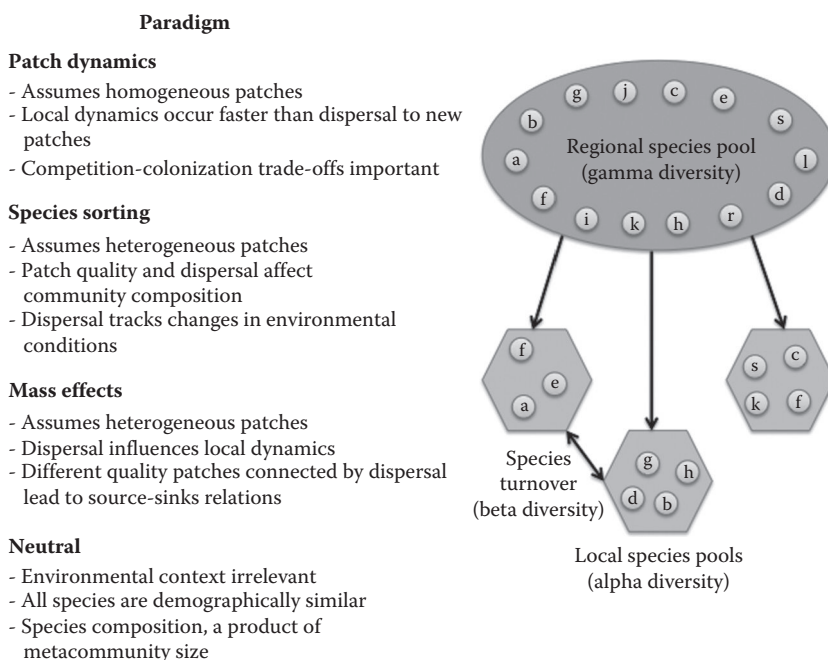 Paradigm
Patch dynamics
- Assumes homogeneous patches
- Local dynamics occur faster than dispersal to new
patches
- Competition-colonization trade-offs important
Species sorting
- Assumes heterogeneous patches
- Patch quality and dispersal affect
community composition
- Dispersal tracks changes in environmental
conditions
Mass effects
- Assumes heterogeneous patches
- Dispersal influences local dynamics
- Different quality patches connected by dispersal
lead to source-sinks relations
Neutral
- Environmental context irrelevant
- All species are demographically similar
- Species composition, a product of
metacommunity size
g j c e
b s
a l
Regional species pool
(gamma diversity)
f d
i k h r
f
e
a
s c
k f
g h
d b
Species
turnover
(beta diversity)
Local species pools
(alpha diversity)